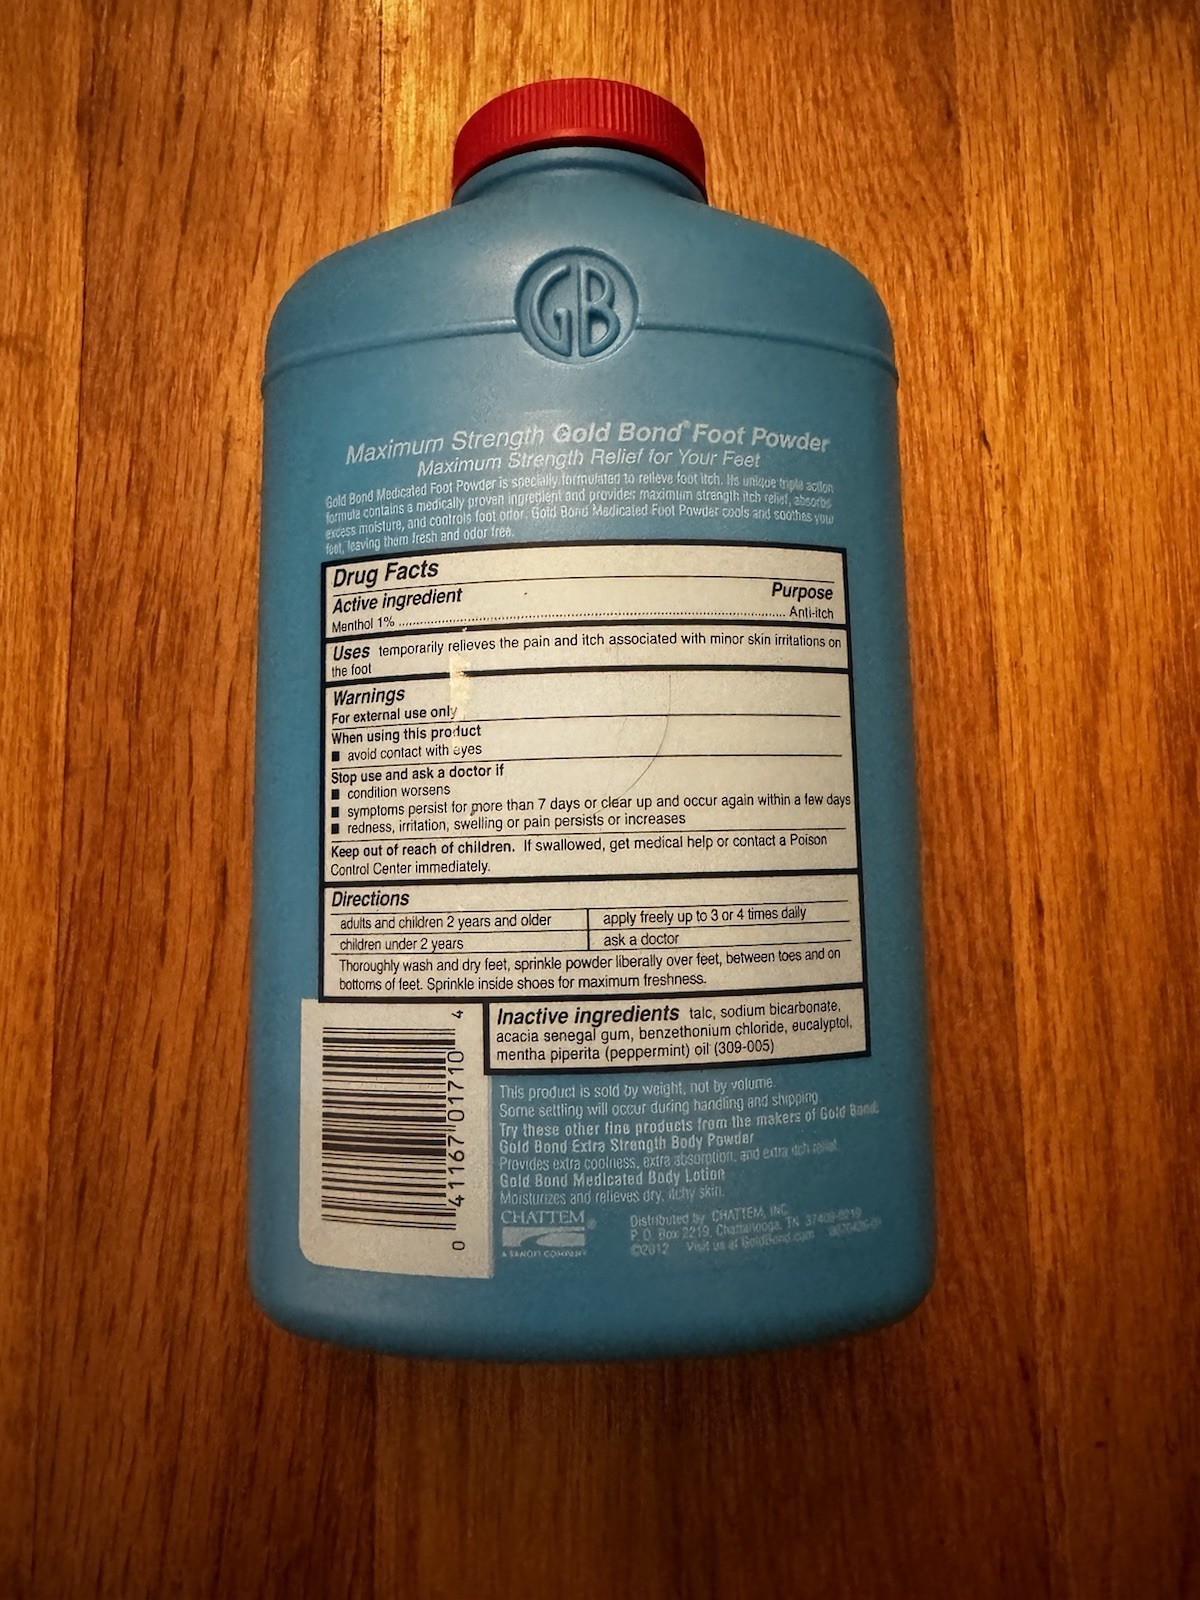 GB
Maximum Strength Gold Bond® Foot Powder
Maximum Strength Relief for Your Feet
Gold Bond Medicated Foot Powder is specially formulated to relieve foot itch. Its unique triple action
formula contains a medically proven ingredient and provides maximum strength itch relief, absorbs
excess moisture, and controls foot odor. Gold Bond Medicated Foot Powder cools and soothes your
feet, leaving them fresh and odor free.
Drug Facts
Active ingredient Purpose
Menthol 1% ........ Anti-itch
Uses temporarily relieves the pain and itch associated with minor skin irritations on
the foot
Warnings
For external use only
When using this product
■ avoid contact with eyes
Stop use and ask a doctor if
■ condition worsens
■ symptoms persist for more than 7 days or clear up and occur again within a few days
■ redness, irritation, swelling or pain persists or increases
Keep out of reach of children. If swallowed, get medical help or contact a Poison
Control Center immediately.
Directions
adults and children 2 years and older apply freely up to 3 or 4 times daily
children under 2 years ask a doctor
Thoroughly wash and dry feet, sprinkle powder liberally over feet, between toes and on
bottoms of feet. Sprinkle inside shoes for maximum freshness.
Inactive ingredients talc, sodium bicarbonate,
acacia senegal gum, benzethonium chloride, eucalyptol,
mentha piperita (peppermint) oil (309-005)
0 41167 01710 4
This product is sold by weight, not by volume.
Some settling will occur during handling and shipping.
Try these other fine products from the makers of Gold Bond:
Gold Bond Extra Strength Body Powder
Provides extra coolness, extra absorption, and extra itch relief.
Gold Bond Medicated Body Lotion
Moisturizes and relieves dry, itchy skin.
CHATTEM®
A SANOFI COMPANY
Distributed by CHATTEM, INC.
P.O. Box 2219, Chattanooga, TN 37409-0219
©2012 Visit us at GoldBond.com